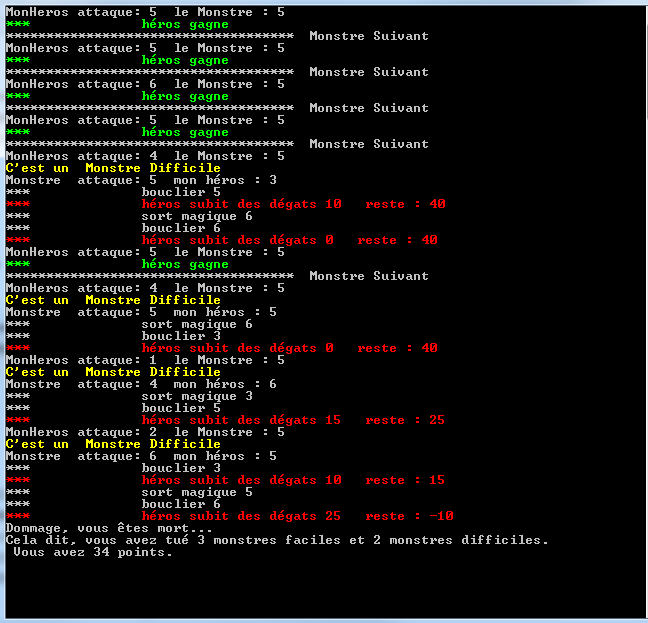 MonHeros attaque: 5  le Monstre : 5
***              héros gagne
************************************  Monstre Suivant
MonHeros attaque: 5  le Monstre : 5
***              héros gagne
************************************  Monstre Suivant
MonHeros attaque: 6  le Monstre : 5
***              héros gagne
************************************  Monstre Suivant
MonHeros attaque: 5  le Monstre : 5
***              héros gagne
************************************  Monstre Suivant
MonHeros attaque: 4  le Monstre : 5
C'est un  Monstre Difficile
Monstre  attaque: 5  mon héros : 3
***              bouclier 5
***              héros subit des dégats 10   reste : 40
***              sort magique 6
***              bouclier 6
***              héros subit des dégats 0   reste : 40
MonHeros attaque: 5  le Monstre : 5
***              héros gagne
************************************  Monstre Suivant
MonHeros attaque: 4  le Monstre : 5
C'est un  Monstre Difficile
Monstre  attaque: 5  mon héros : 5
***              sort magique 6
***              bouclier 3
***              héros subit des dégats 0   reste : 40
MonHeros attaque: 1  le Monstre : 5
C'est un  Monstre Difficile
Monstre  attaque: 4  mon héros : 6
***              sort magique 3
***              bouclier 5
***              héros subit des dégats 15   reste : 25
MonHeros attaque: 2  le Monstre : 5
C'est un  Monstre Difficile
Monstre  attaque: 6  mon héros : 5
***              bouclier 3
***              héros subit des dégats 10   reste : 15
***              sort magique 5
***              bouclier 6
***              héros subit des dégats 25   reste : -10
Dommage, vous êtes mort...
Cela dit, vous avez tué 3 monstres faciles et 2 monstres difficiles.
 Vous avez 34 points.